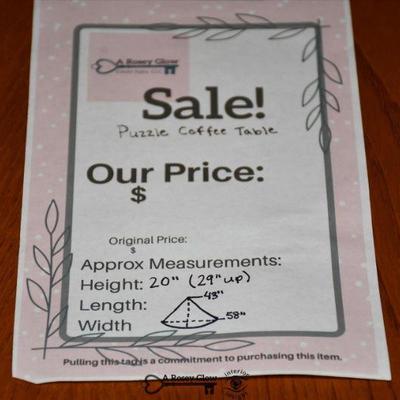 A Rosey Glow
Sale!
Puzzle Coffee Table
Our Price:
$
Original Price:
$
Approx Measurements:
Height: 20" (29" up)
Length: 43"
Width 58"
Pulling this tag is a commitment to purchasing this item.
A Rosey Glow interior